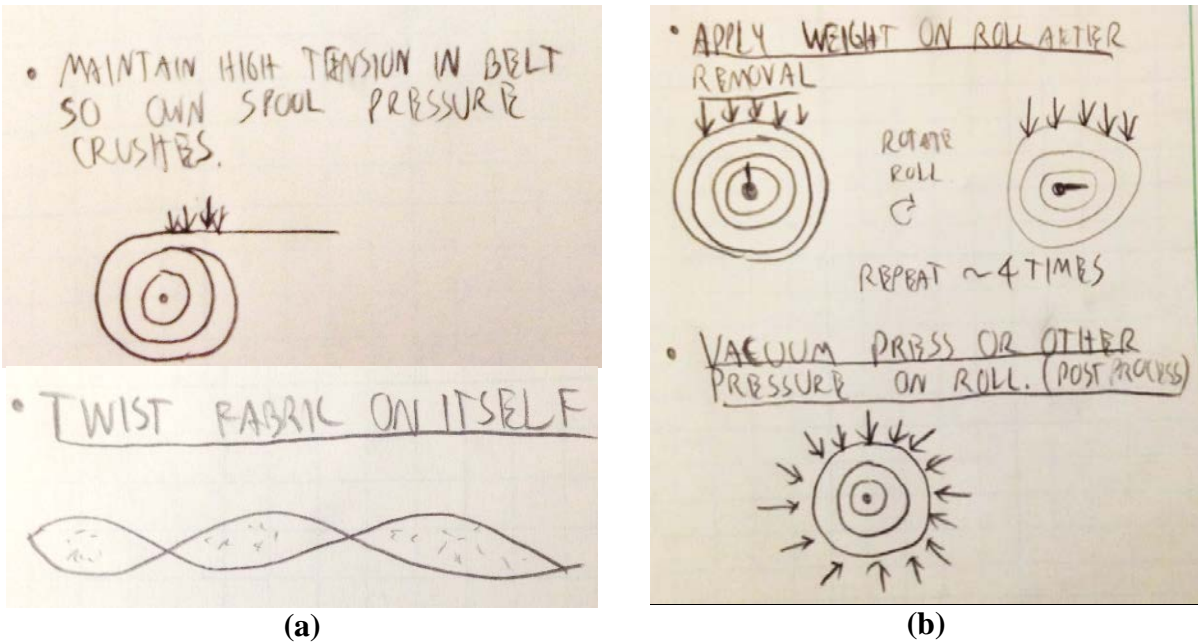 • MAINTAIN HIGH TENSION IN BELT
SO OWN SPOOL PRESSURE
CRUSHES.
• TWIST FABRIC ON ITSELF
(a)
• APPLY WEIGHT ON ROLL AFTER
REMOVAL
ROTATE
ROLL
REPEAT ~4 TIMES
• VACUUM PRESS OR OTHER
PRESSURE ON ROLL. (POST PROCESS)
(b)